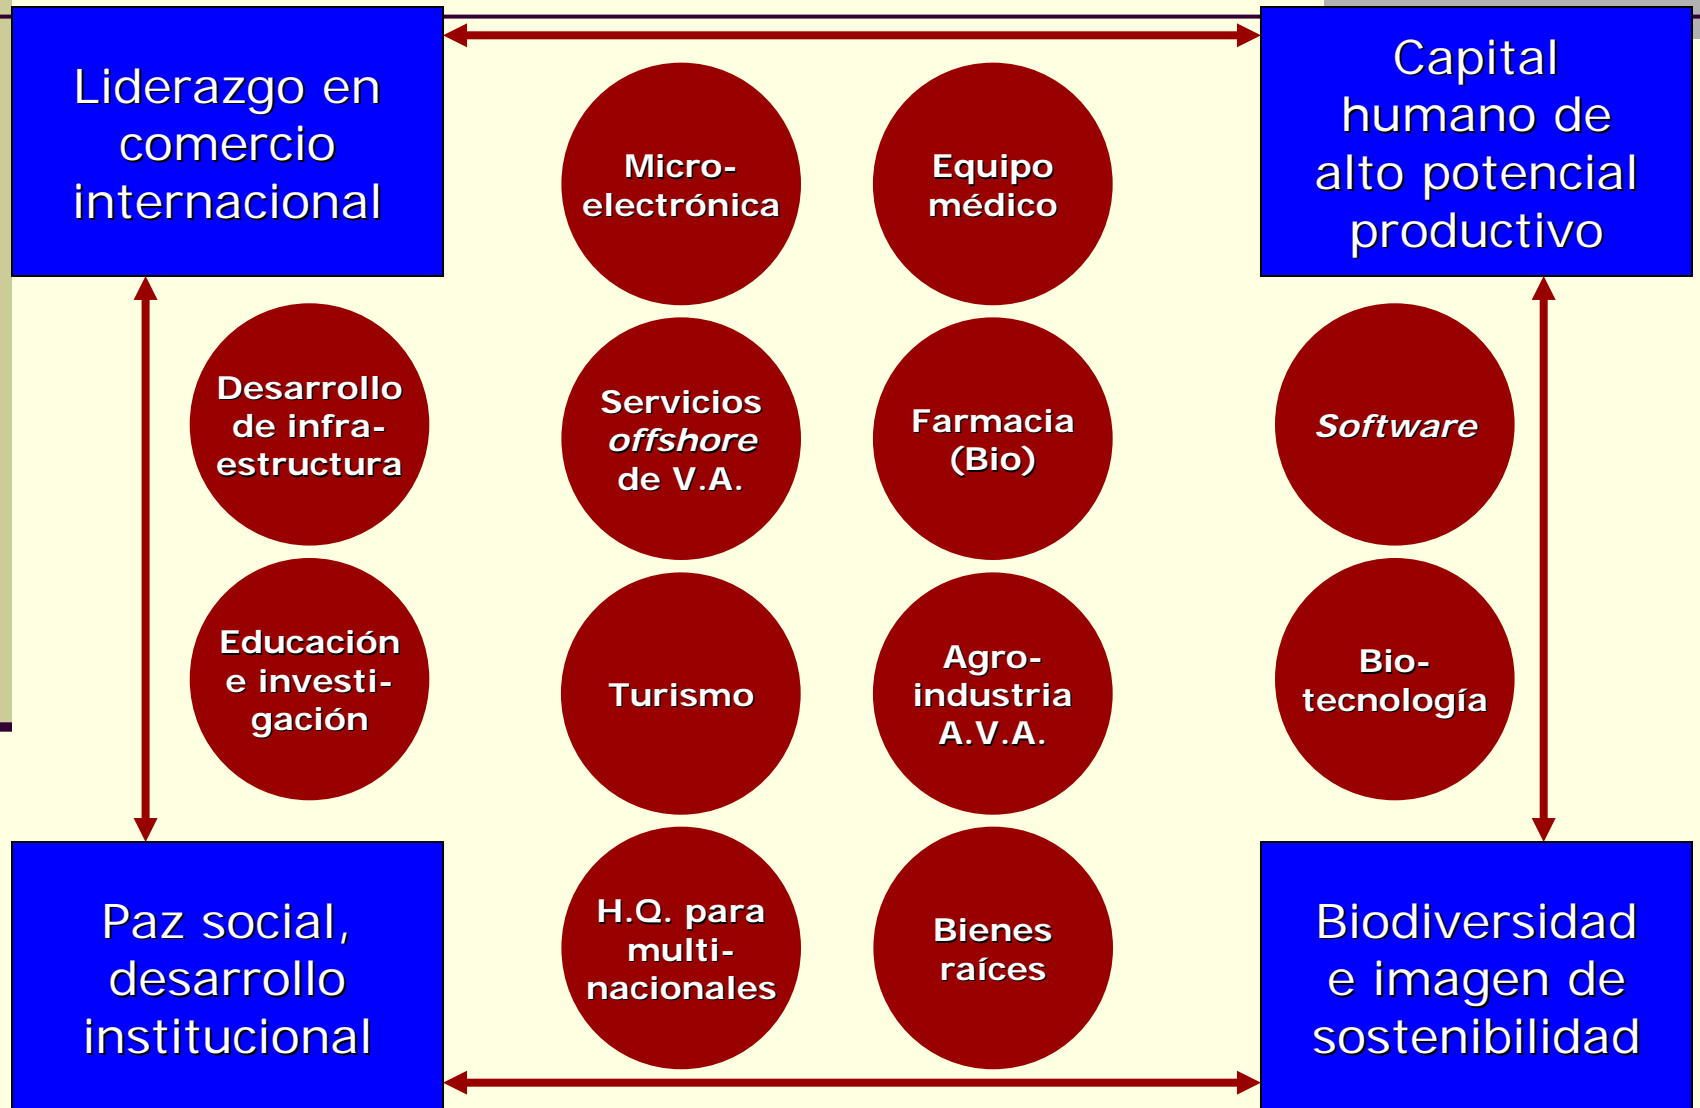 Liderazgo en
comercio
internacional
Micro-
electrónica
Equipo
médico
Capital
humano de
alto potencial
productivo
Desarrollo
de infra-
estructura
Servicios
offshore
de V.A.
Farmacia
(Bio)
Software
Educación
e investi-
gación
Turismo
Agro-
industria
A.V.A.
Bio-
tecnología
Paz social,
desarrollo
institucional
H.Q. para
multi-
nacionales
Bienes
raíces
Biodiversidad
e imagen de
sostenibilidad